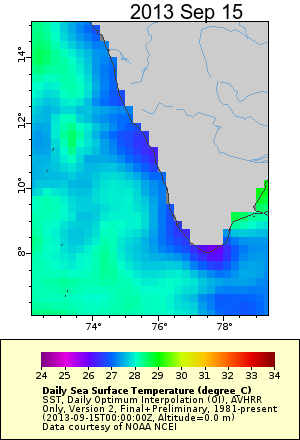 2013 Sep 15
14°
12°
10°
8°
74° 76° 78°
24 25 26 27 28 29 30 31 32 33 34
Daily Sea Surface Temperature (degree_C)
SST, Daily Optimum Interpolation (OI), AVHRR
Only, Version 2, Final+Preliminary, 1981-present
(2013-09-15T00:00:00Z, Altitude=0.0 m)
Data courtesy of NOAA NCEI